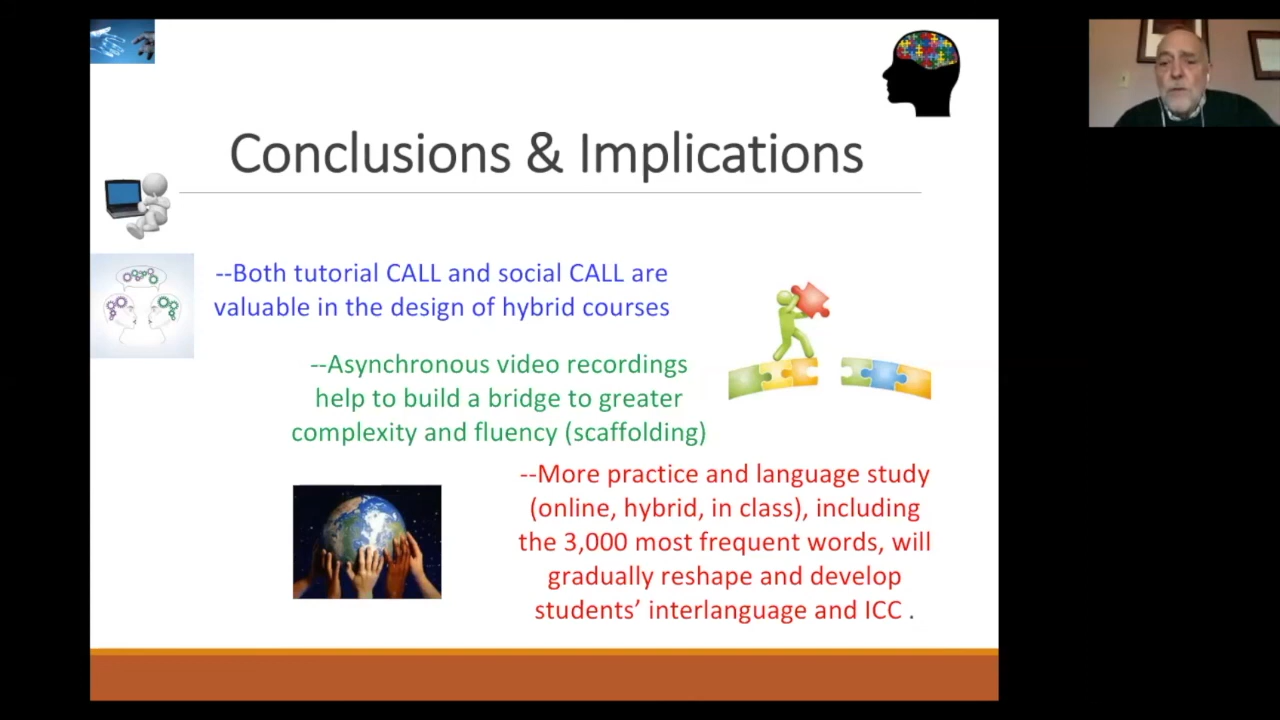 Conclusions & Implications
--Both tutorial CALL and social CALL are
valuable in the design of hybrid courses
--Asynchronous video recordings
help to build a bridge to greater
complexity and fluency (scaffolding)
--More practice and language study
(online, hybrid, in class), including
the 3,000 most frequent words, will
gradually reshape and develop
students’ interlanguage and ICC .